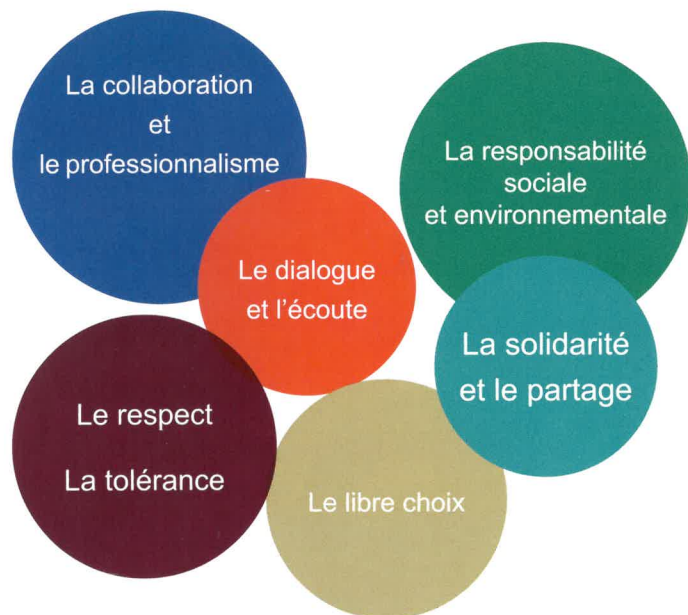 La collaboration
et
le professionnalisme
La responsabilité
sociale
et environnementale
Le dialogue
et l'écoute
La solidarité
et le partage
Le respect
La tolérance
Le libre choix